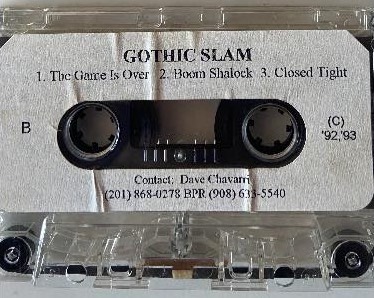 GOTHIC SLAM
1. The Game Is Over 2. Boom Shalock 3. Closed Tight
B
(C)
'92,'93
Contact: Dave Chavarri
(201) 868-0278 BPR (908) 633-5540